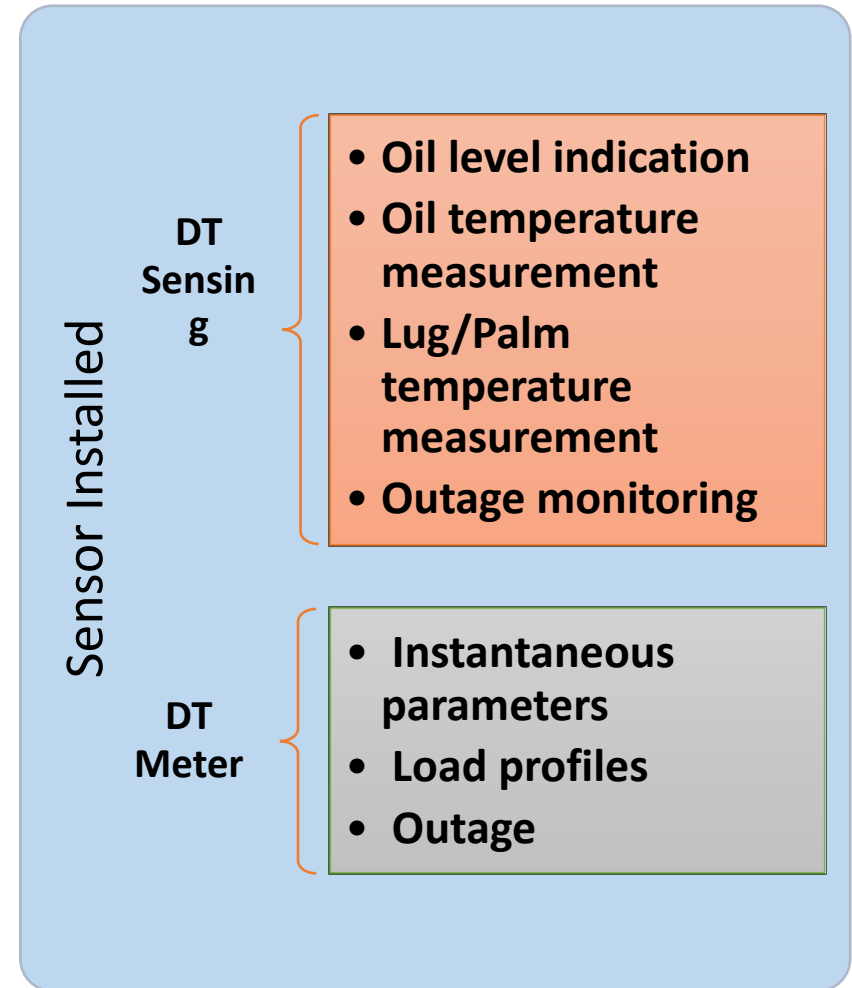 Sensor Installed
DT
Sensin
g
• Oil level indication
• Oil temperature
measurement
• Lug/Palm
temperature
measurement
• Outage monitoring
DT
Meter
• Instantaneous
parameters
• Load profiles
• Outage